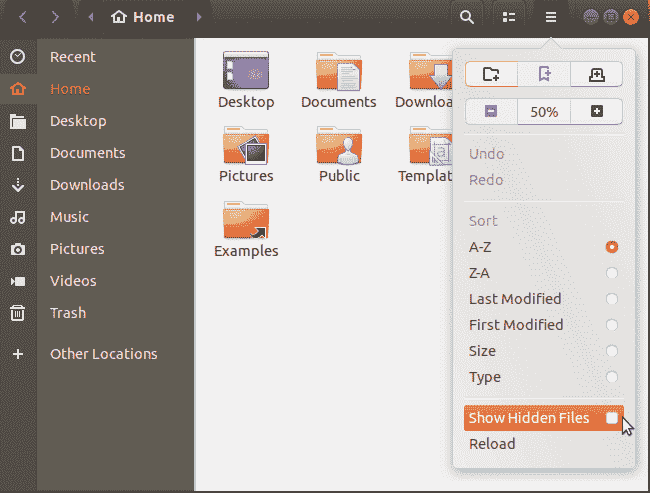 Home
Recent
Home
Desktop
Documents
Downloads
Music
Pictures
Videos
Trash
Other Locations
Desktop
Documents
Downloa
Pictures
Public
Templat
Examples
50%
Undo
Redo
Sort
A-Z
Z-A
Last Modified
First Modified
Size
Type
Show Hidden Files
Reload